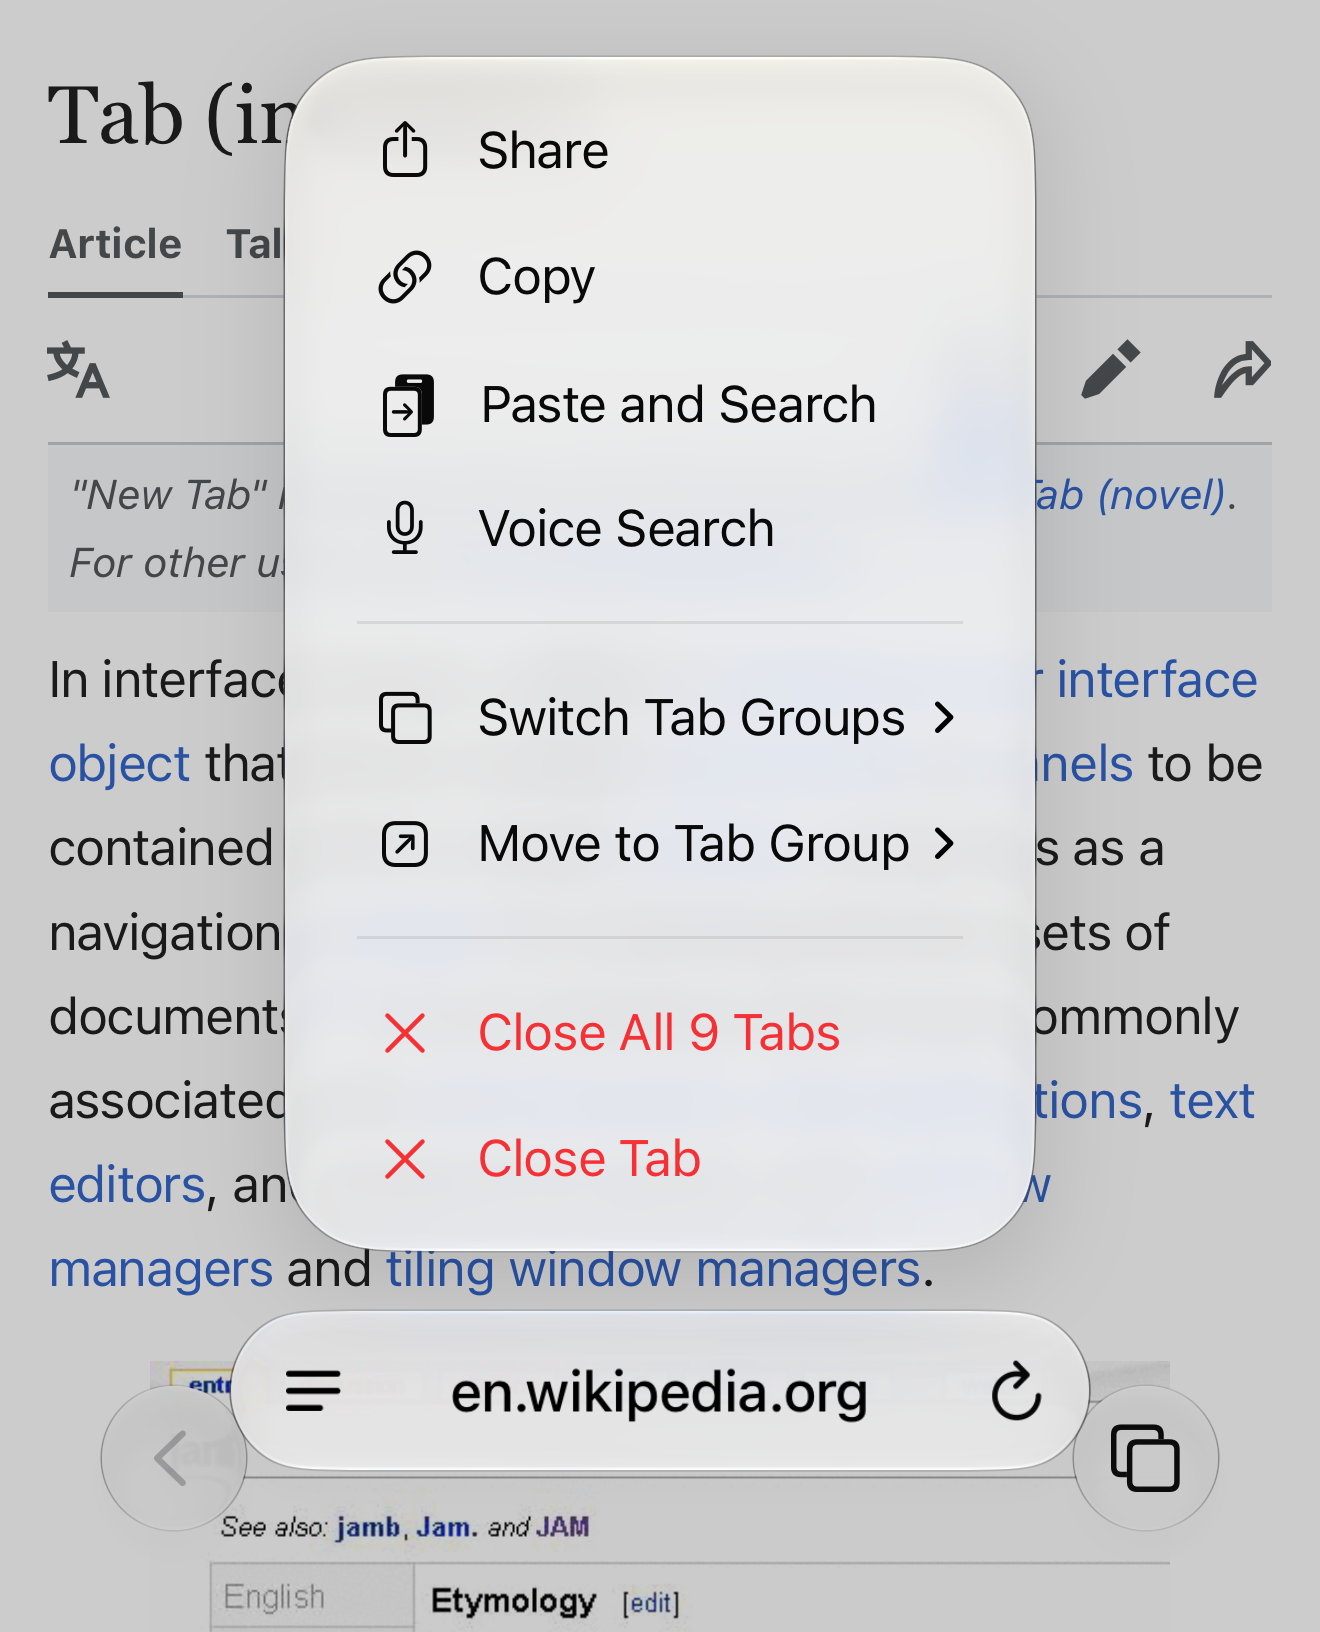 Tab (in
Article Tal
Share
Copy
Paste and Search
Voice Search
"New Tab" Tab (novel).
For other us
In interface r interface
object that nels to be
Switch Tab Groups
contained s as a
Move to Tab Group
navigation sets of
documents ommonly
Close All 9 Tabs
associated tions, text
Close Tab
editors, an w
managers and tiling window managers.
entr
en.wikipedia.org
See also: jamb, Jam. and JAM
English
Etymology [edit]